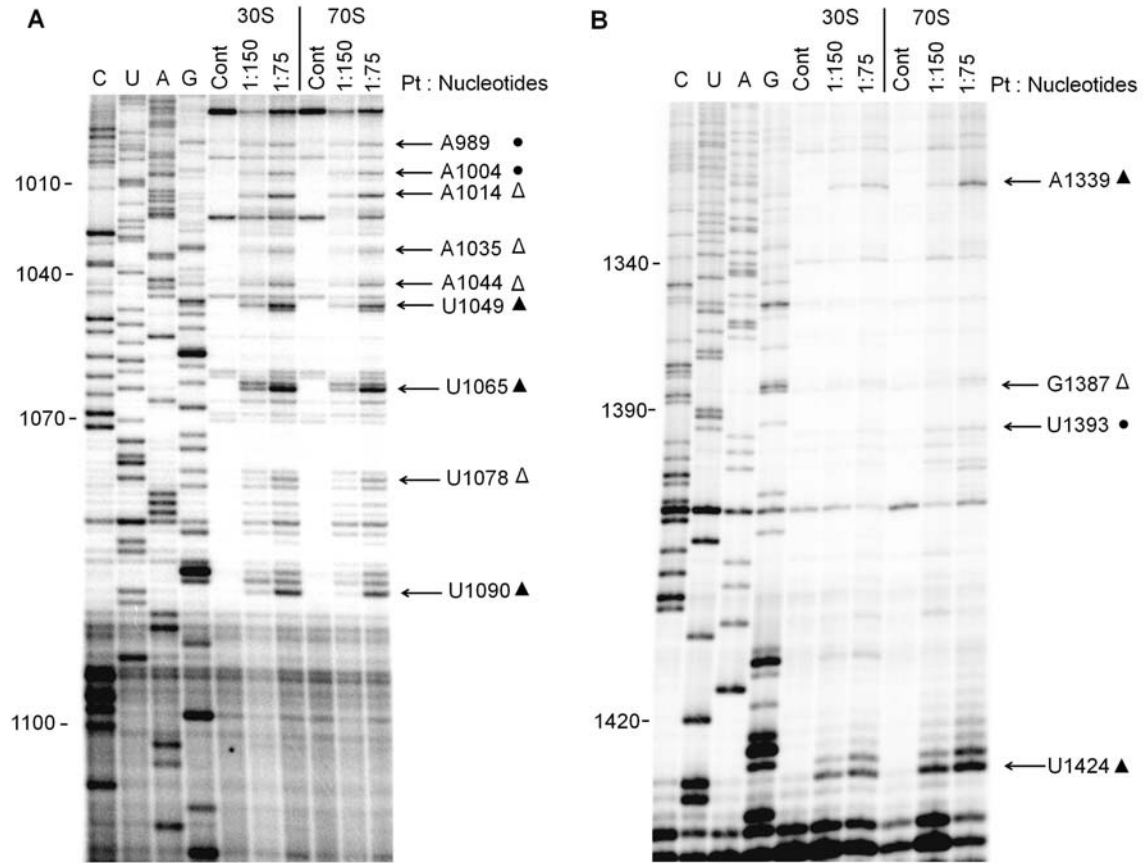 A
30S 70S
C U A G Cont 1:150 1:75 Cont 1:150 1:75 Pt : Nucleotides
A989 ●
A1004 ●
1010 -
A1014 Δ
A1035 Δ
1040 -
A1044 Δ
U1049 ▲
U1065 ▲
1070 -
U1078 Δ
U1090 ▲
1100 -
B
30S 70S
C U A G Cont 1:150 1:75 Cont 1:150 1:75 Pt : Nucleotides
A1339 ▲
1340 -
G1387 Δ
1390 -
U1393 ●
1420 -
U1424 ▲